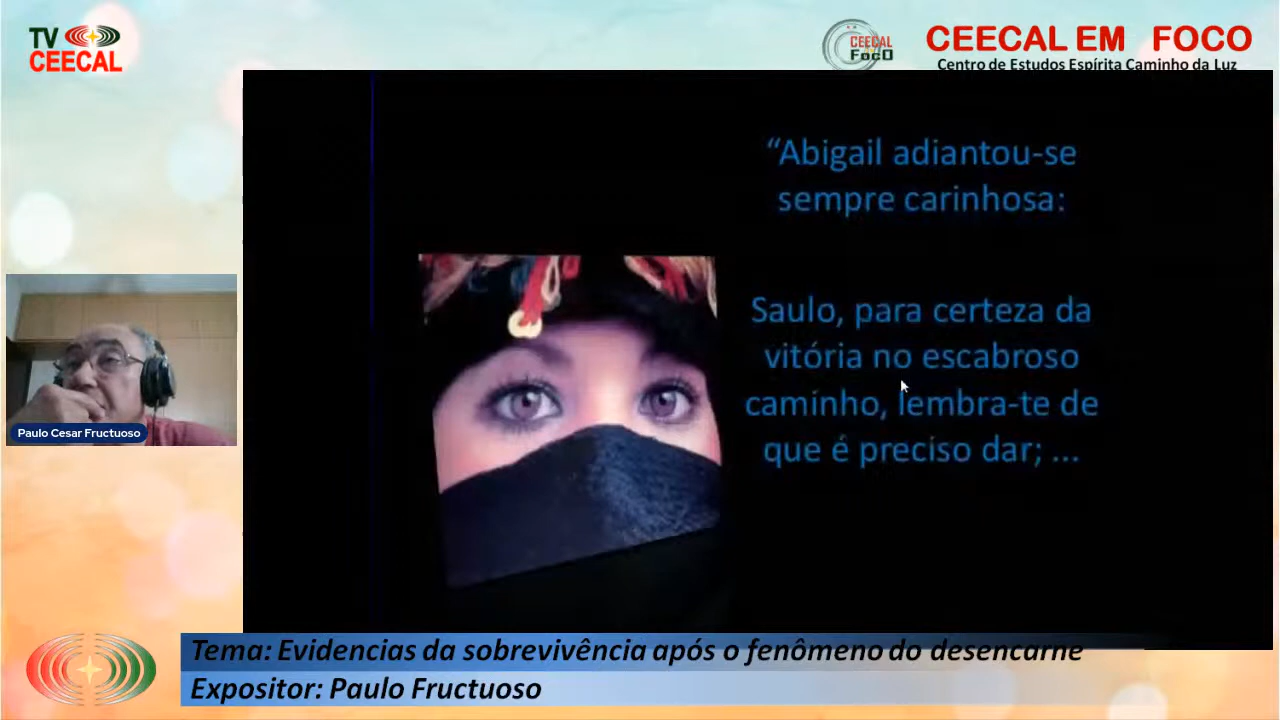 TV
CEECAL
CEECAL
FocO
CEECAL EM FOCO
Centro de Estudos Espírita Caminho da Luz
“Abigail adiantou-se
sempre carinhosa:
Saulo, para certeza da
vitória no escabroso
caminho, lembra-te de
que é preciso dar; ...
Paulo Cesar Fructuoso
Tema: Evidencias da sobrevivência após o fenômeno do desencarne
Expositor: Paulo Fructuoso